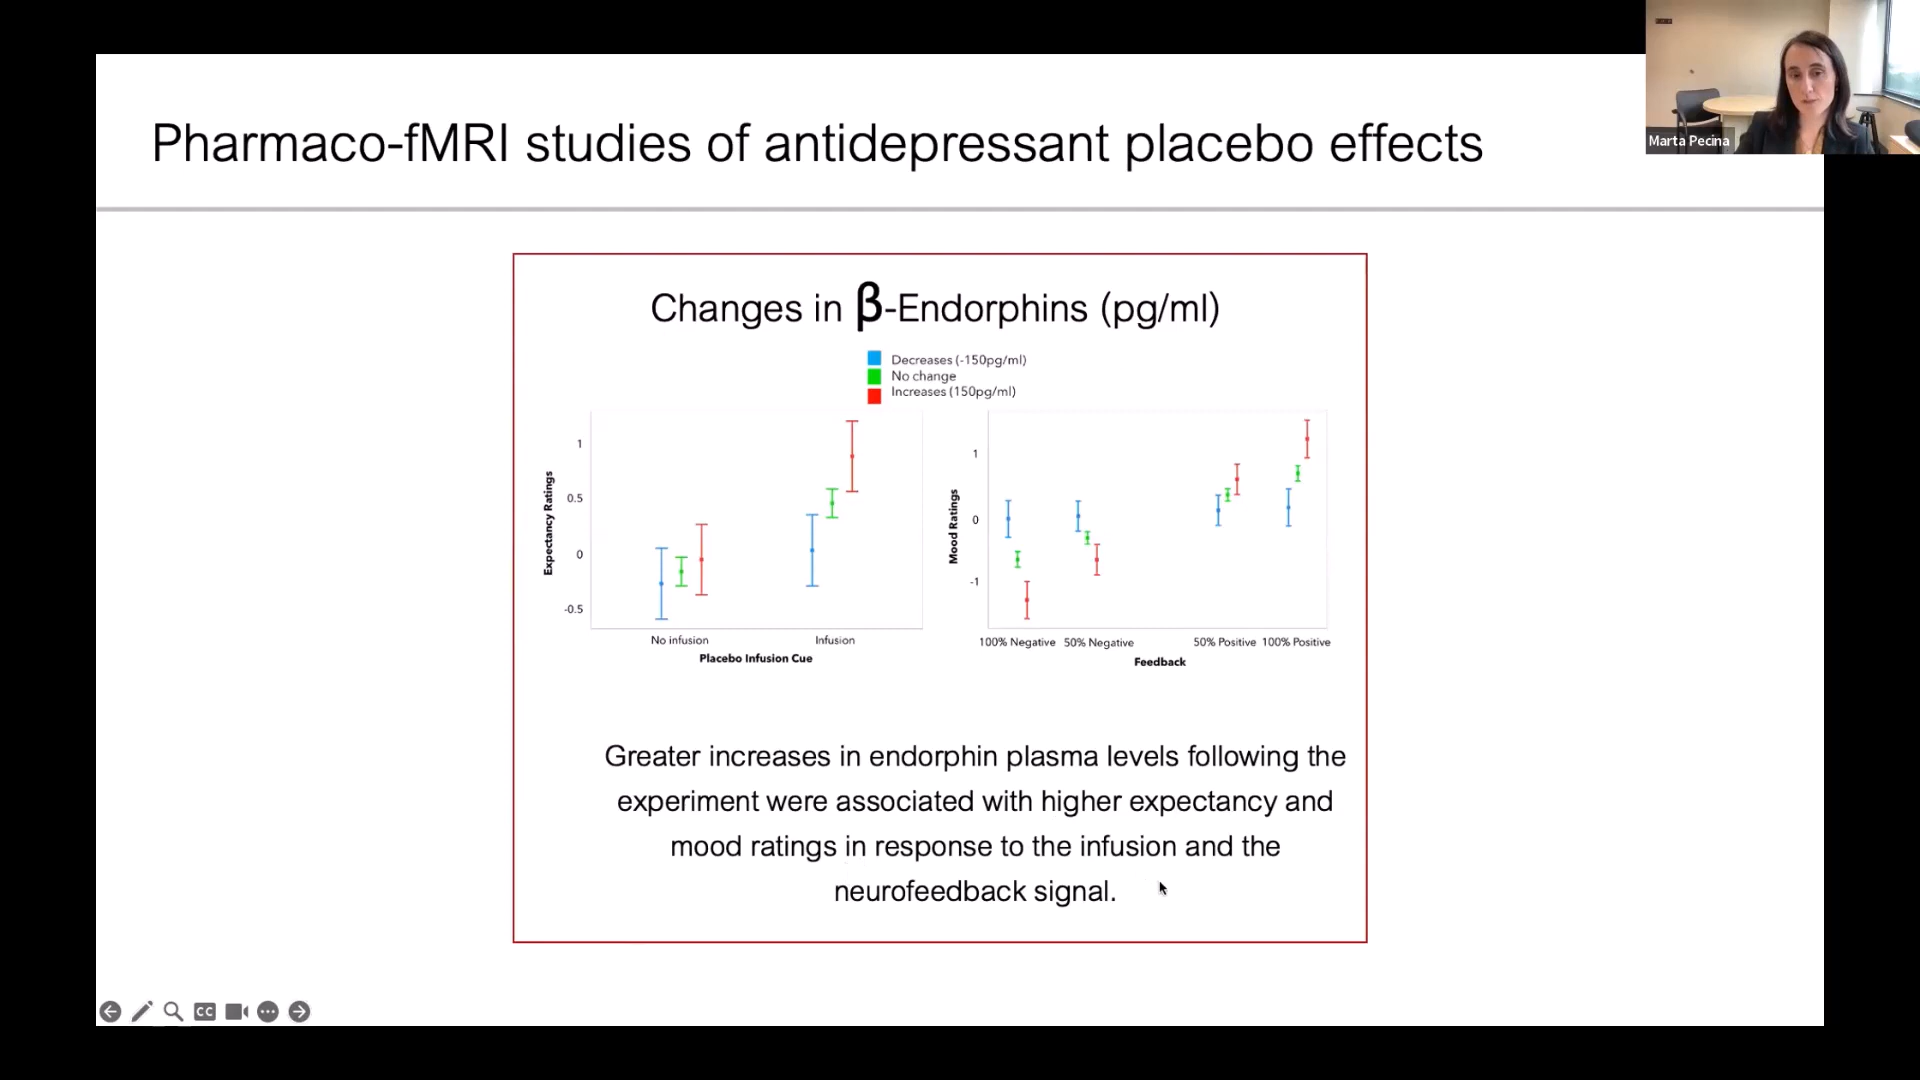 Marta Pecina
Pharmaco-fMRI studies of antidepressant placebo effects
Changes in β-Endorphins (pg/ml)
Decreases (-150pg/ml)
No change
Increases (150pg/ml)
Expectancy Ratings
1
0.5
0
-0.5
No infusion Infusion
Placebo Infusion Cue
Mood Ratings
1
0
-1
100% Negative 50% Negative 50% Positive 100% Positive
Feedback
Greater increases in endorphin plasma levels following the
experiment were associated with higher expectancy and
mood ratings in response to the infusion and the
neurofeedback signal.
CC